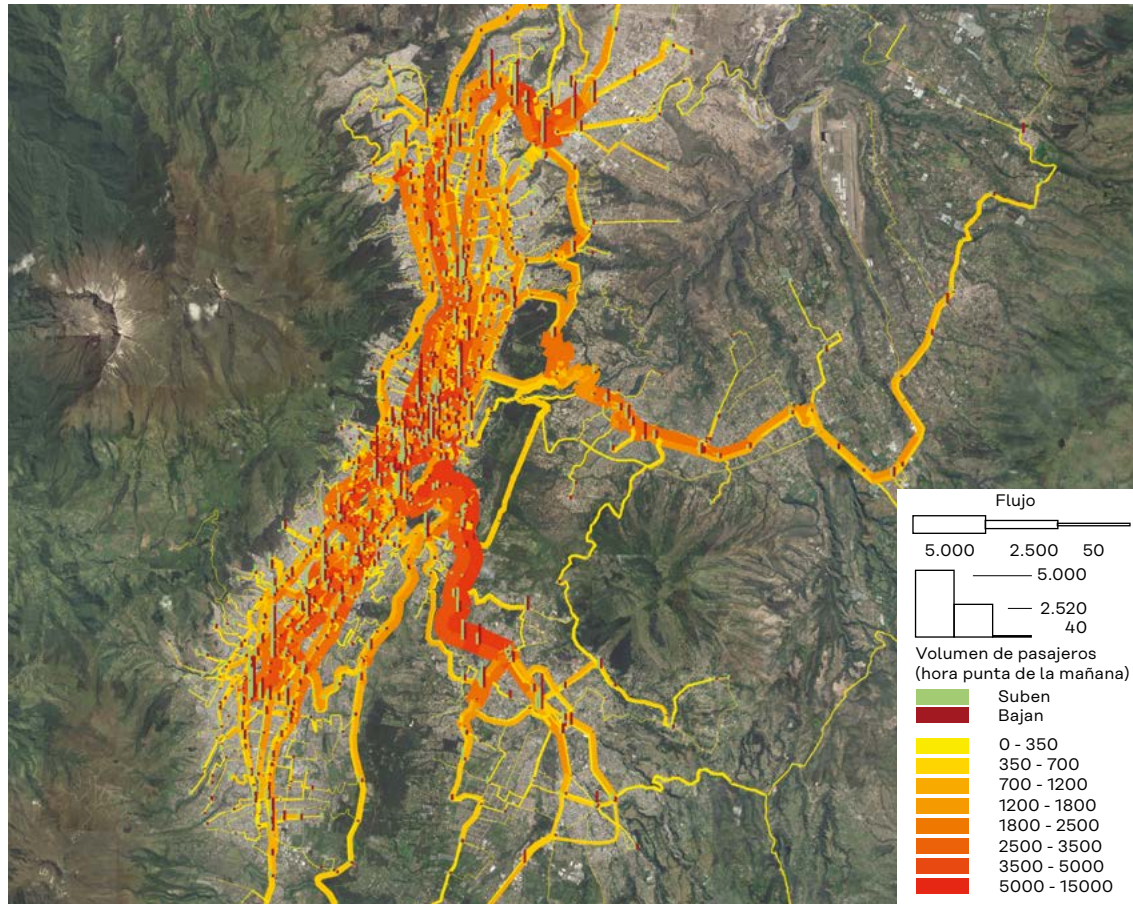 Flujo
5.000 2.500 50
5.000
2.520
40
Volumen de pasajeros
(hora punta de la mañana)
Suben
Bajan
0 - 350
350 - 700
700 - 1200
1200 - 1800
1800 - 2500
2500 - 3500
3500 - 5000
5000 - 15000